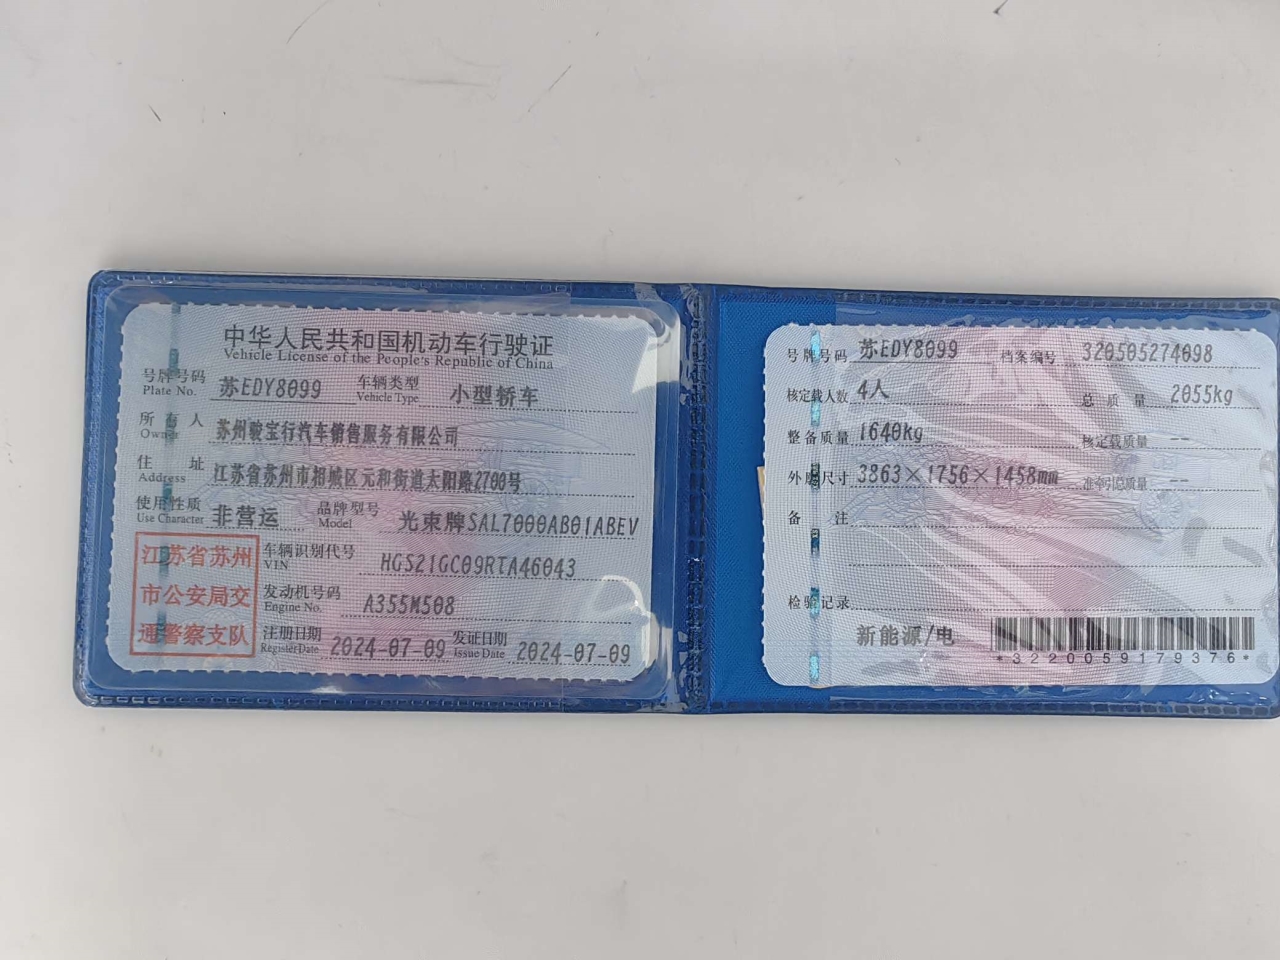 中华人民共和国机动车行驶证
Vehicle License of the People's Republic of China
号牌号码 苏EDY8099 车辆类型 小型轿车
Plate No. Vehicle Type
所有人 苏州骏宝行汽车销售服务有限公司
Owner
住址 江苏省苏州市相城区元和街道太阳路2700号
Address
使用性质 非营运 品牌型号 光束牌SAL7000AB01ABEV
Use Character Model
江苏省苏州
市公安局交
通警察支队
车辆识别代号 HGS21GC09RTA46043
VIN
发动机号码 A355M508
Engine No.
注册日期 2024-07-09 发证日期 2024-07-09
Register Date Issue Date
号牌号码 苏EDY8099 档案编号 320505274098
核定载人数 4人 总质量 2055kg
整备质量 1640kg 核定载质量 --
外廓尺寸 3863×1756×1458mm 准牵引总质量 --
备注
检验记录
新能源/电
*3220059179376*